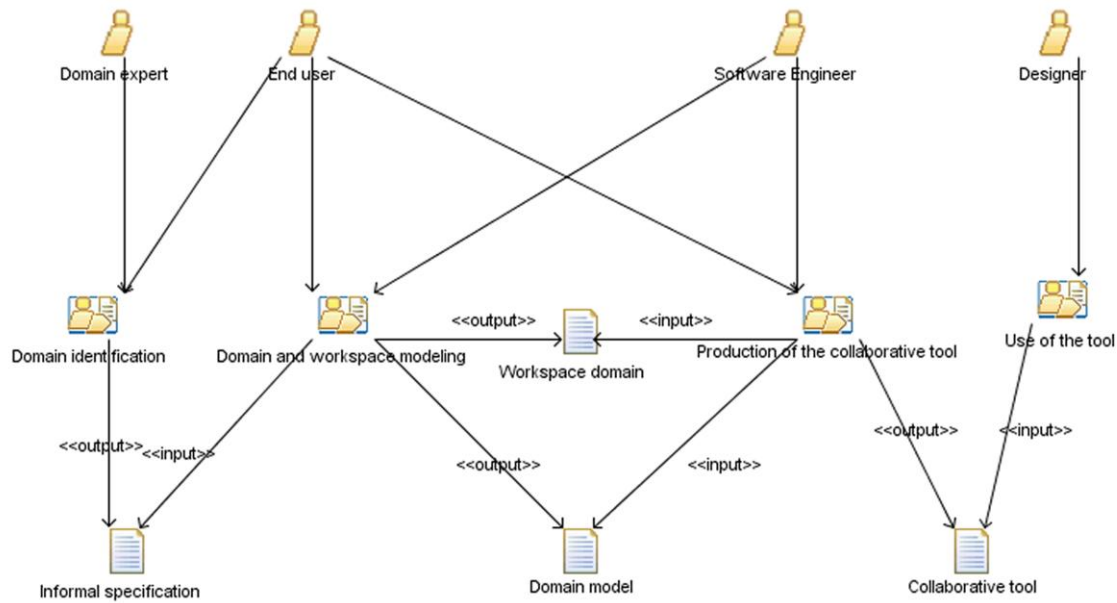 Domain expert
End user
Software Engineer
Designer
<<output>>
<<input>>
Domain identification
Domain and workspace modeling
Workspace domain
Production of the collaborative tool
Use of the tool
<<output>>
<<input>>
<<output>>
<<input>>
<<output>>
<<input>>
Informal specification
Domain model
Collaborative tool